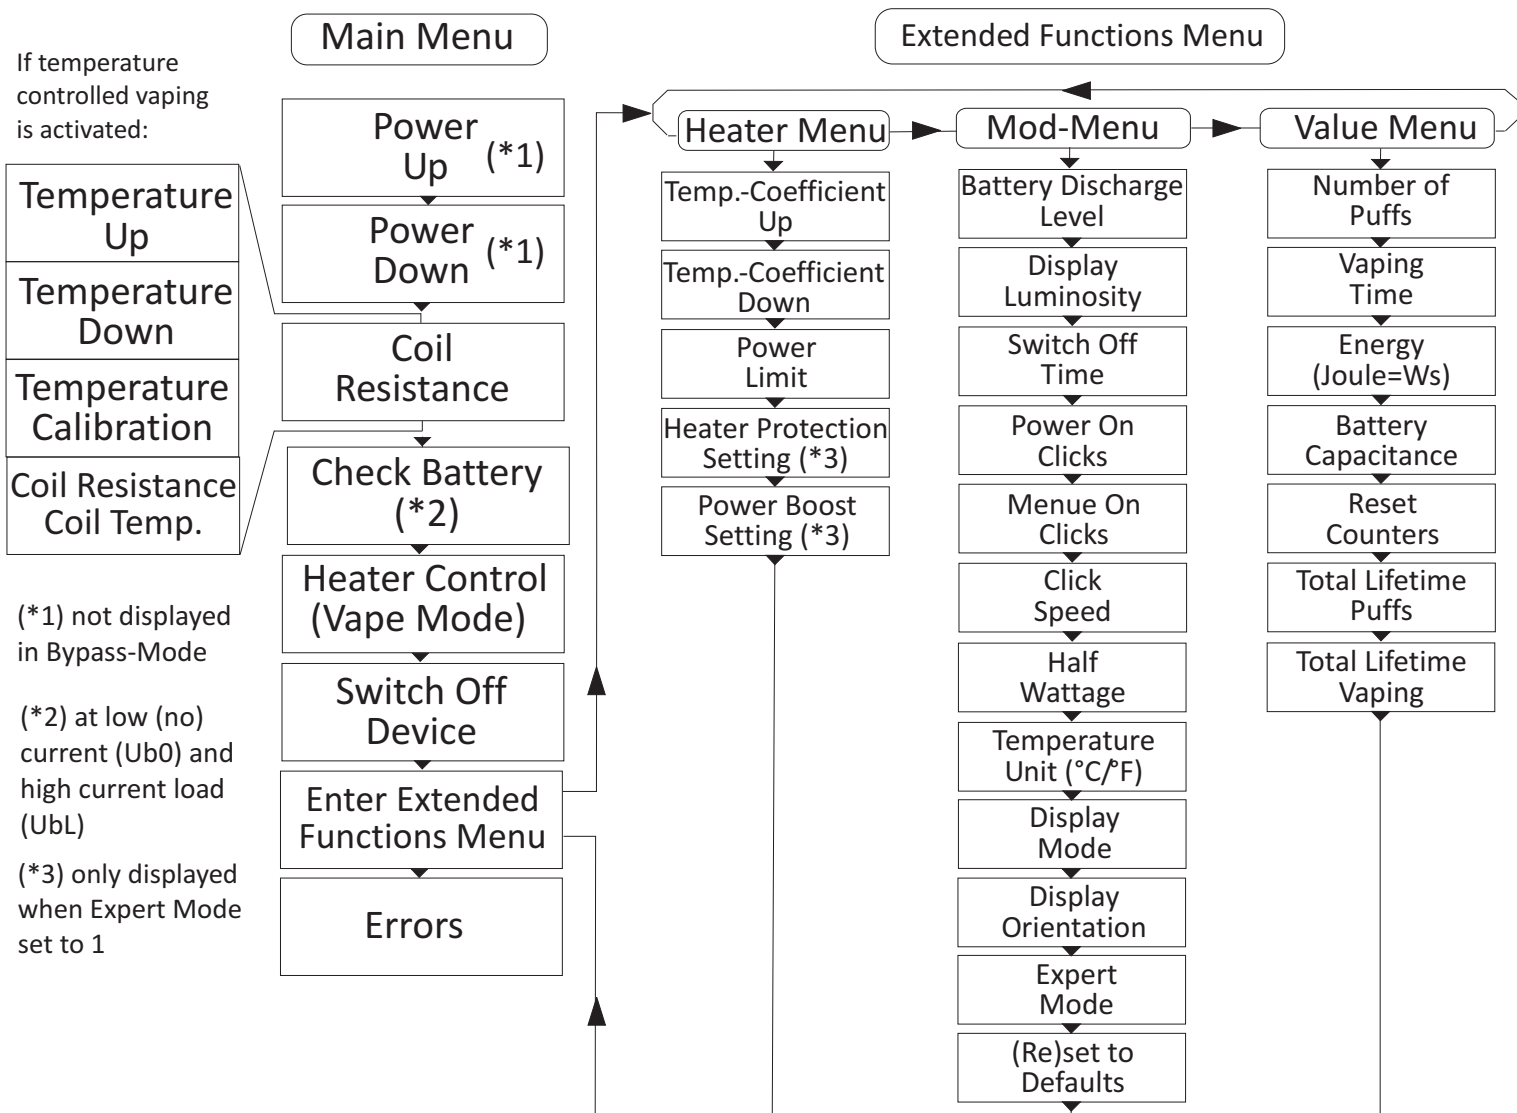 If temperature
controlled vaping
is activated:
Temperature
Up
Temperature
Down
Temperature
Calibration
Coil Resistance
Coil Temp.
(*1) not displayed
in Bypass-Mode
(*2) at low (no)
current (Ub0) and
high current load
(UbL)
(*3) only displayed
when Expert Mode
set to 1
Main Menu
Power
Up (*1)
Power
Down (*1)
Coil
Resistance
Check Battery
(*2)
Heater Control
(Vape Mode)
Switch Off
Device
Enter Extended
Functions Menu
Errors
Extended Functions Menu
Heater Menu
Temp.-Coefficient
Up
Temp.-Coefficient
Down
Power
Limit
Heater Protection
Setting (*3)
Power Boost
Setting (*3)
Mod-Menu
Battery Discharge
Level
Display
Luminosity
Switch Off
Time
Power On
Clicks
Menue On
Clicks
Click
Speed
Half
Wattage
Temperature
Unit (°C/°F)
Display
Mode
Display
Orientation
Expert
Mode
(Re)set to
Defaults
Value Menu
Number of
Puffs
Vaping
Time
Energy
(Joule=Ws)
Battery
Capacitance
Reset
Counters
Total Lifetime
Puffs
Total Lifetime
Vaping